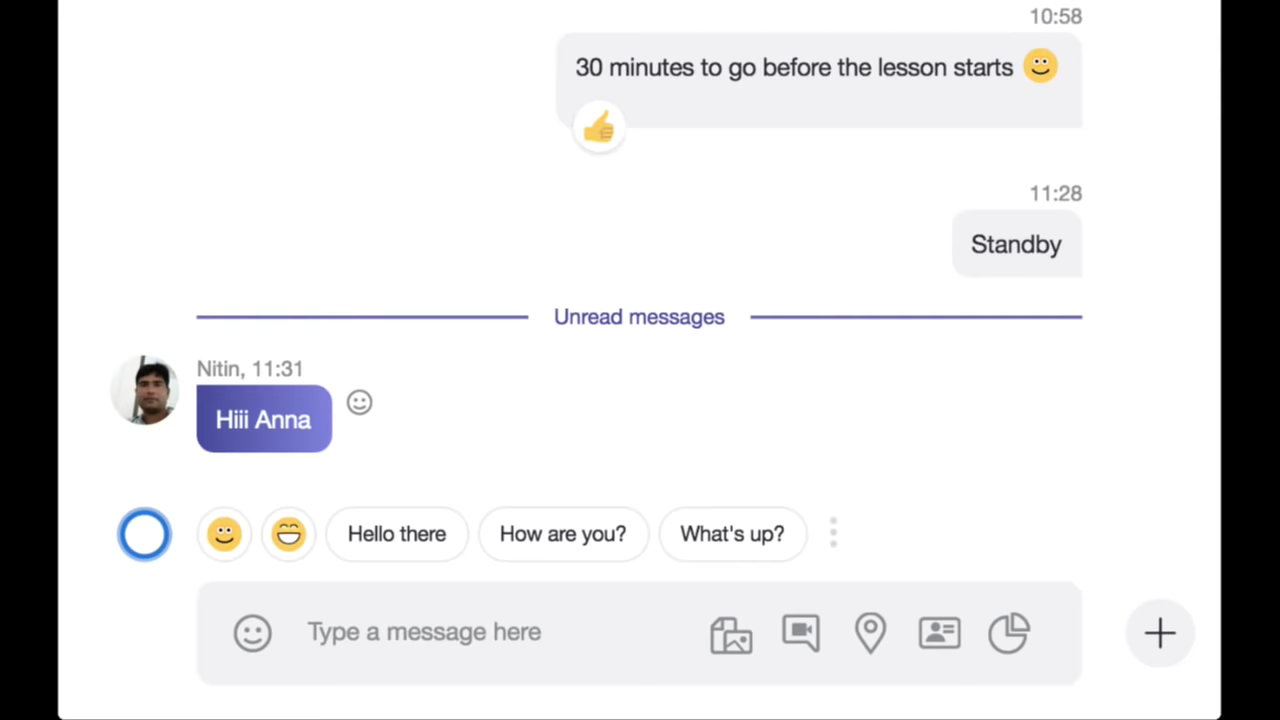 10:58
30 minutes to go before the lesson starts
11:28
Standby
Unread messages
Nitin, 11:31
Hiii Anna
Hello there
How are you?
What's up?
Type a message here